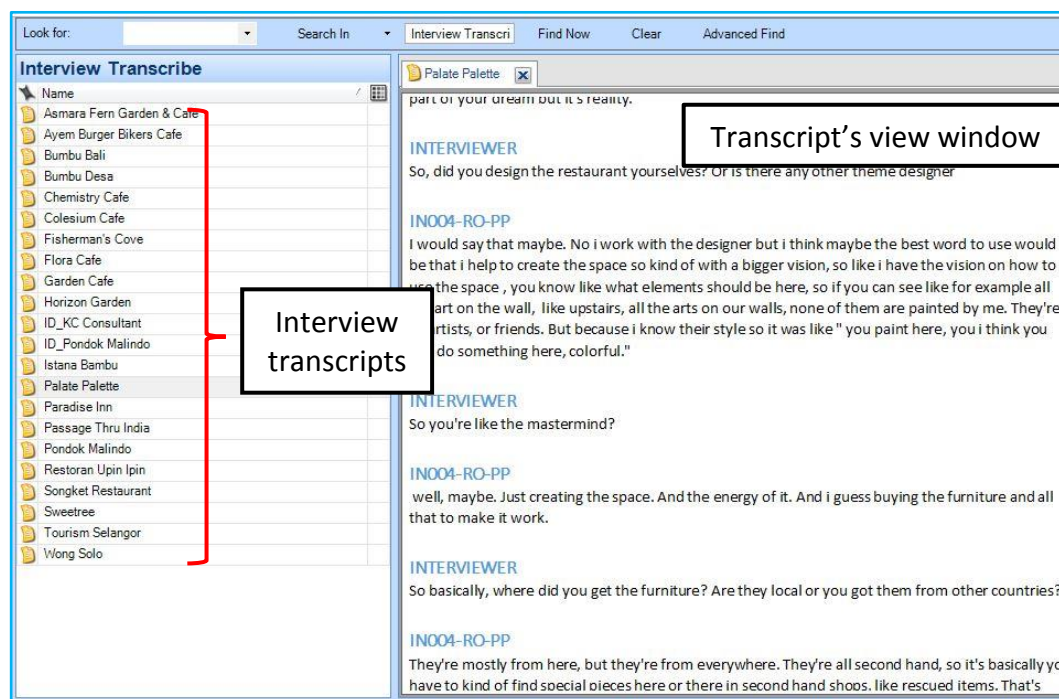 Look for:
Search In
Interview Transcri
Find Now
Clear
Advanced Find
Interview Transcribe
Name
Asmara Fern Garden & Cafe
Ayem Burger Bikers Cafe
Bumbu Bali
Bumbu Desa
Chemistry Cafe
Colesium Cafe
Fisherman's Cove
Flora Cafe
Garden Cafe
Horizon Garden
ID_KC Consultant
ID_Pondok Malindo
Istana Bambu
Palate Palette
Paradise Inn
Passage Thru India
Pondok Malindo
Restoran Upin Ipin
Songket Restaurant
Sweetree
Tourism Selangor
Wong Solo
Interview
transcripts
Palate Palette
part of your dream but it's reality.
Transcript's view window
INTERVIEWER
So, did you design the restaurant yourselves? Or is there any other theme designer
IN004-RO-PP
I would say that maybe. No i work with the designer but i think maybe the best word to use would
be that i help to create the space so kind of with a bigger vision, so like i have the vision on how to
use the space , you know like what elements should be here, so if you can see like for example all
art on the wall, like upstairs, all the arts on our walls, none of them are painted by me. They're
artists, or friends. But because i know their style so it was like " you paint here, you i think you
do something here, colorful."
INTERVIEWER
So you're like the mastermind?
IN004-RO-PP
well, maybe. Just creating the space. And the energy of it. And i guess buying the furniture and all
that to make it work.
INTERVIEWER
So basically, where did you get the furniture? Are they local or you got them from other countries?
IN004-RO-PP
They're mostly from here, but they're from everywhere. They're all second hand, so it's basically yo
have to kind of find special pieces here or there in second hand shops, like rescued items. That's